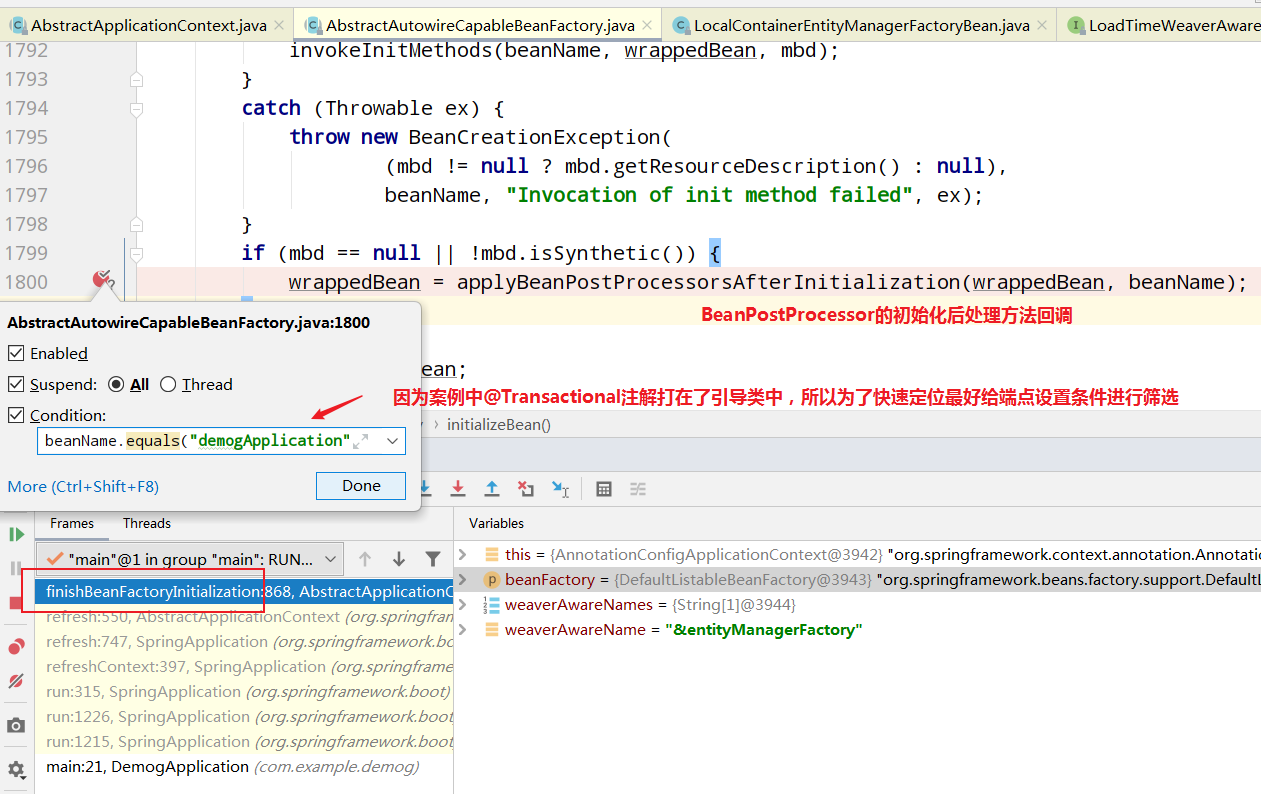 AbstractApplicationContext.java × AbstractAutowireCapableBeanFactory.java × LocalContainerEntityManagerFactoryBean.java × LoadTimeWeaverAware
1792 invokeInitMethods(beanName, wrappedBean, mbd);
1793 }
1794 catch (Throwable ex) {
1795 throw new BeanCreationException(
1796 (mbd != null ? mbd.getResourceDescription() : null),
1797 beanName, "Invocation of init method failed", ex);
1798 }
1799 if (mbd == null || !mbd.isSynthetic()) {
1800 wrappedBean = applyBeanPostProcessorsAfterInitialization(wrappedBean, beanName);
BeanPostProcessor的初始化后处理方法回调
ean;
因为案例中@Transactional注解打在了引导类中，所以为了快速定位最好给端点设置条件进行筛选
› initializeBean()
AbstractAutowireCapableBeanFactory.java:1800
Enabled
Suspend: All Thread
Condition:
beanName.equals("demogApplication"
More (Ctrl+Shift+F8) Done
Frames Threads
"main"@1 in group "main": RUN...
finishBeanFactoryInitialization:868, AbstractApplicationC
refresh:550, AbstractApplicationContext (org.springfram
refresh:747, SpringApplication (org.springframework.bo
refreshContext:397, SpringApplication (org.springframe
run:315, SpringApplication (org.springframework.boot)
run:1226, SpringApplication (org.springframework.boot
run:1215, SpringApplication (org.springframework.boot
main:21, DemogApplication (com.example.demog)
Variables
this = {AnnotationConfigApplicationContext@3942} "org.springframework.context.annotation.Annotatio
beanFactory = {DefaultListableBeanFactory@3943} "org.springframework.beans.factory.support.DefaultL
weaverAwareNames = {String[1]@3944}
weaverAwareName = "&entityManagerFactory"